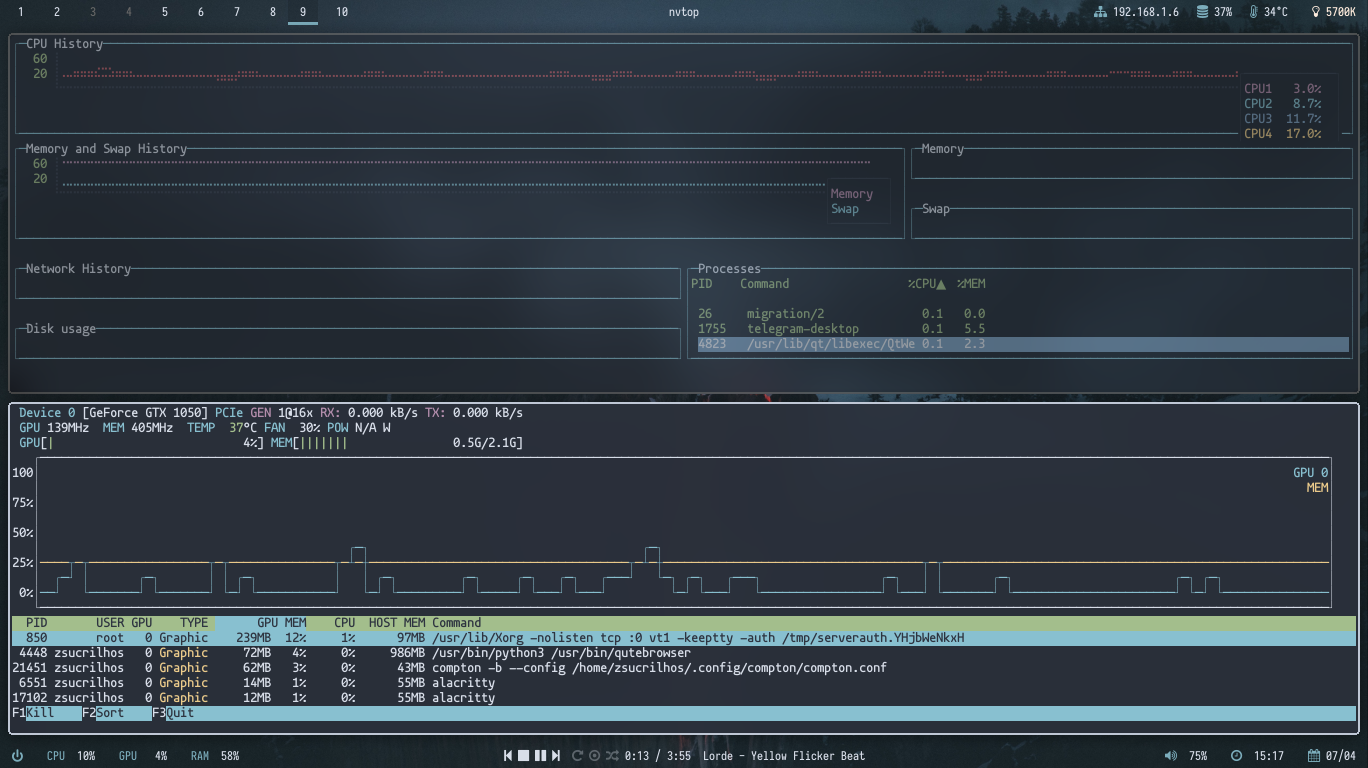 1 2 3 4 5 6 7 8 9 10 nvtop 192.168.1.6 37% 34°C 5700K
CPU History
60
20
CPU1 3.0%
CPU2 8.7%
CPU3 11.7%
CPU4 17.0%
Memory and Swap History
60
20
Memory
Swap
Memory
Swap
Network History
Disk usage
Processes
PID Command %CPU▲ %MEM
26 migration/2 0.1 0.0
1755 telegram-desktop 0.1 5.5
4823 /usr/lib/qt/libexec/QtWe 0.1 2.3
Device 0 [GeForce GTX 1050] PCIe GEN 1@16x RX: 0.000 kB/s TX: 0.000 kB/s
GPU 139MHz MEM 405MHz TEMP 37°C FAN 30% POW N/A W
GPU[| 4%] MEM[||||||| 0.5G/2.1G]
100
75%
50%
25%
0%
GPU 0
MEM
PID USER GPU TYPE GPU MEM CPU HOST MEM Command
850 root 0 Graphic 239MB 12% 1% 97MB /usr/lib/Xorg -nolisten tcp :0 vt1 -keeptty -auth /tmp/serverauth.YHjbWeNkxH
4448 zsucrilhos 0 Graphic 72MB 4% 0% 986MB /usr/bin/python3 /usr/bin/qutebrowser
21451 zsucrilhos 0 Graphic 62MB 3% 0% 43MB compton -b --config /home/zsucrilhos/.config/compton/compton.conf
6551 zsucrilhos 0 Graphic 14MB 1% 0% 55MB alacritty
17102 zsucrilhos 0 Graphic 12MB 1% 0% 55MB alacritty
F1Kill F2Sort F3Quit
CPU 10% GPU 4% RAM 58% 0:13 / 3:55 Lorde - Yellow Flicker Beat 75% 15:17 07/04